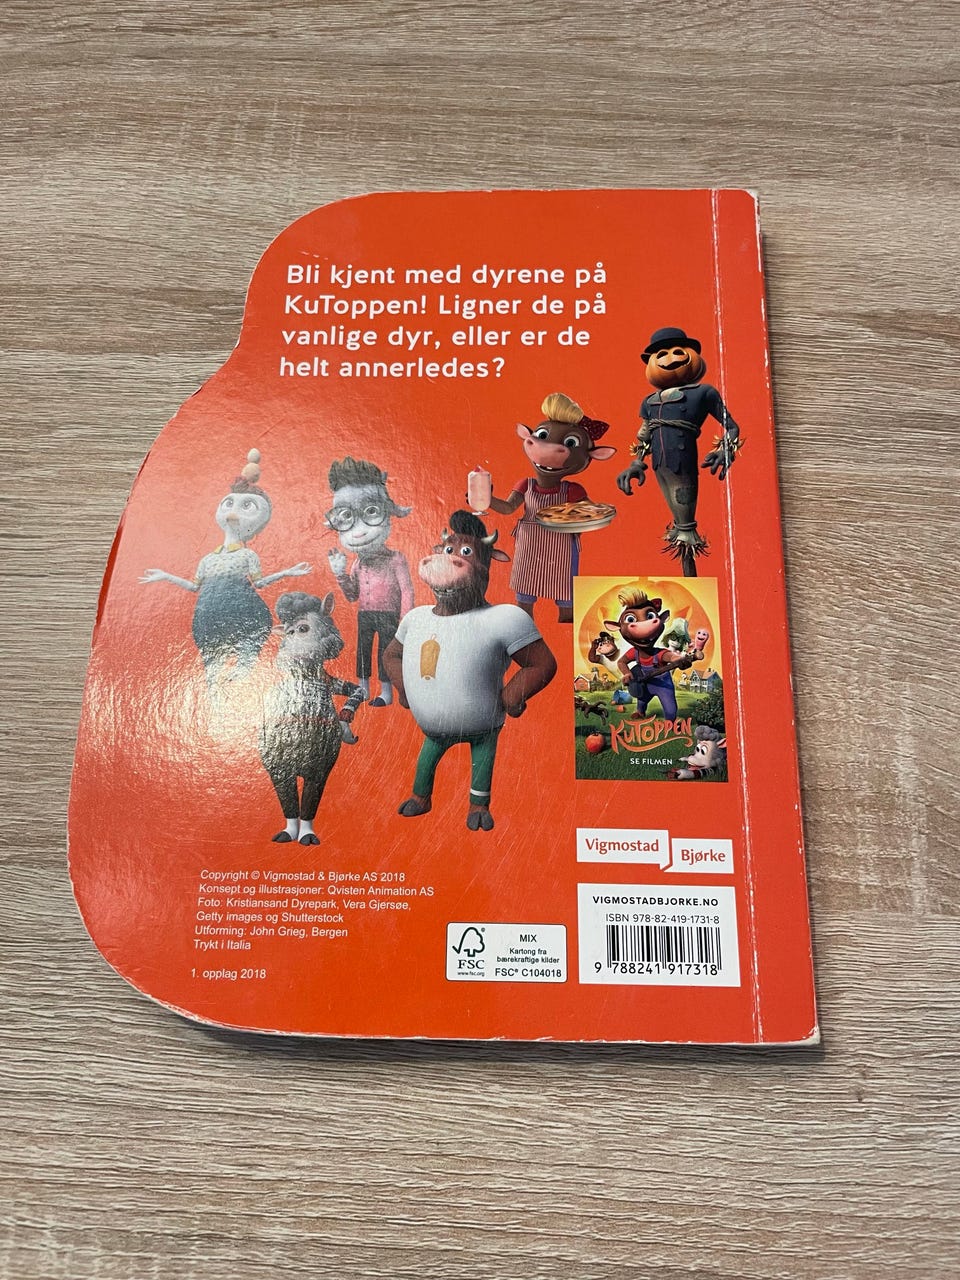 Bli kjent med dyrene på
KuToppen! Ligner de på
vanlige dyr, eller er de
helt annerledes?
KUTOPPEN
SE FILMEN
Vigmostad
Bjørke
Copyright © Vigmostad & Bjørke AS 2018
Konsept og illustrasjoner: Qvisten Animation AS
Foto: Kristiansand Dyrepark, Vera Gjersøe,
Getty images og Shutterstock
Utforming: John Grieg, Bergen
Trykt i Italia
1. opplag 2018
FSC
www.fsc.org
MIX
Kartong fra
bærekraftige kilder
FSC® C104018
VIGMOSTADBJORKE.NO
ISBN 978-82-419-1731-8
9 788241 917318